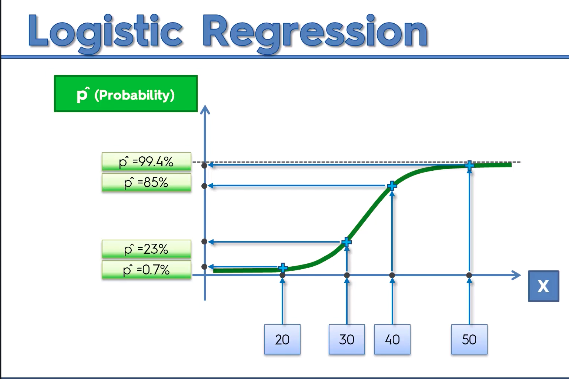 Logistic Regression
p̂ (Probability)
p̂ =99.4%
p̂ =85%
p̂ =23%
p̂ =0.7%
X
20
30
40
50